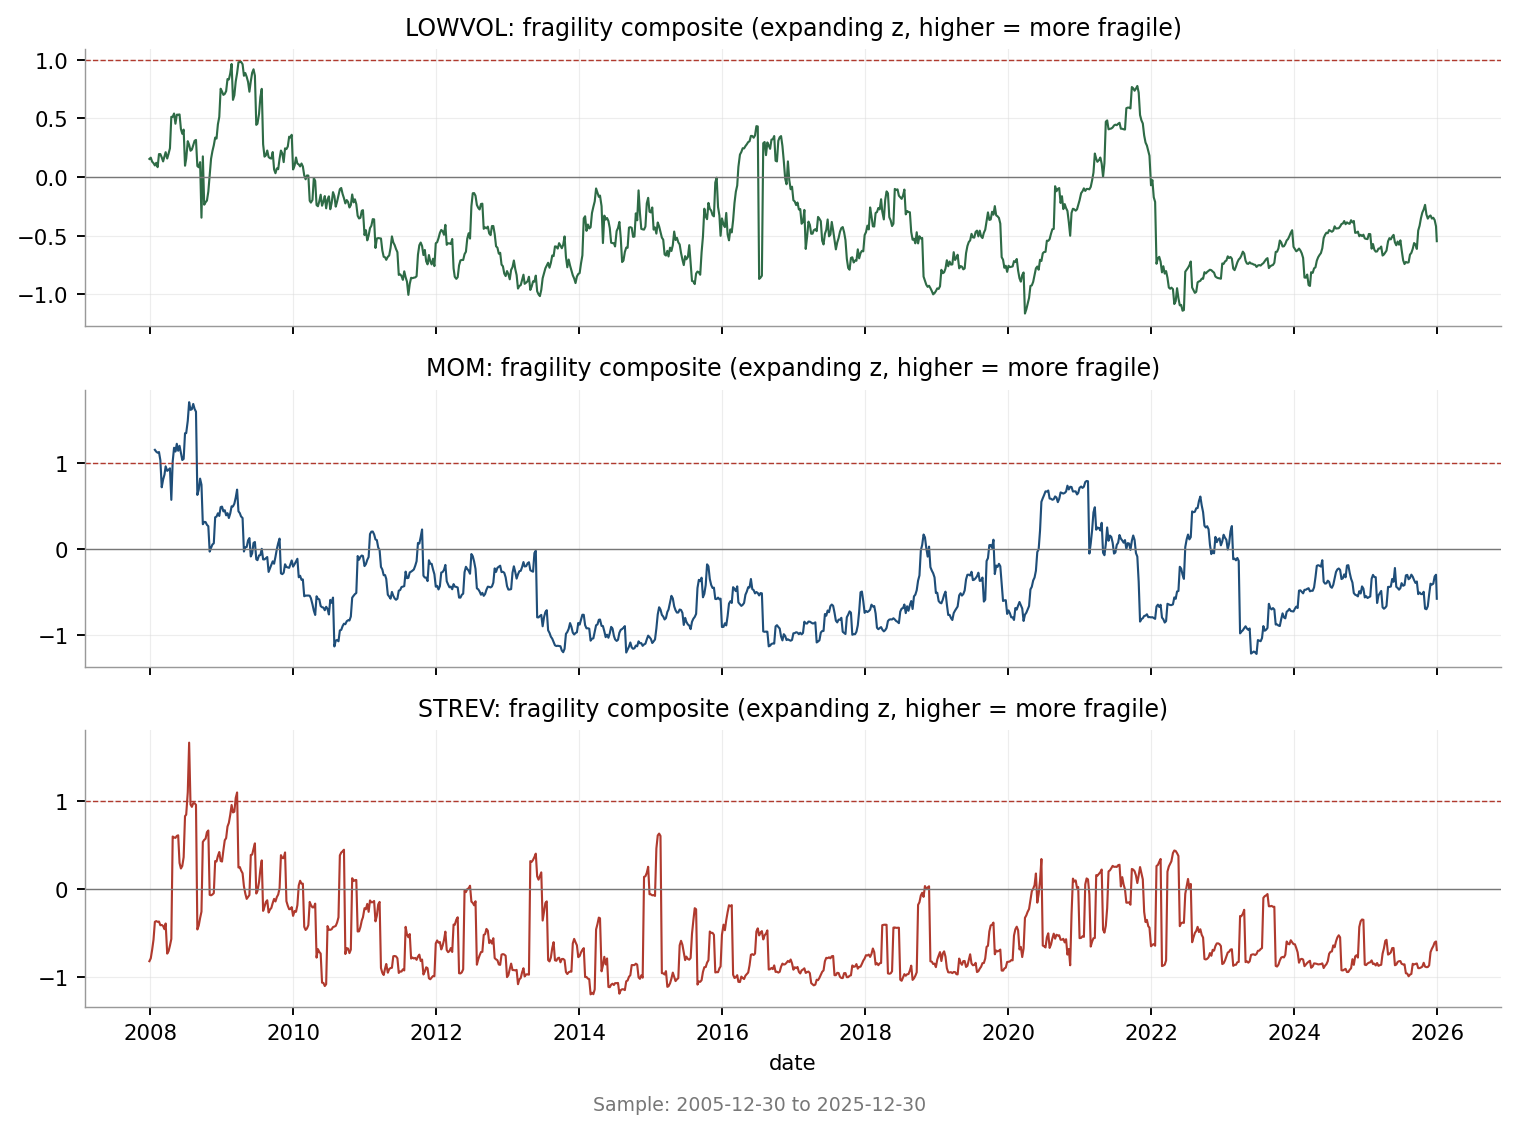 LOWVOL: fragility composite (expanding z, higher = more fragile)
1.0
0.5
0.0
−0.5
−1.0
MOM: fragility composite (expanding z, higher = more fragile)
1
0
−1
STREV: fragility composite (expanding z, higher = more fragile)
1
0
−1
2008 2010 2012 2014 2016 2018 2020 2022 2024 2026
date
Sample: 2005-12-30 to 2025-12-30